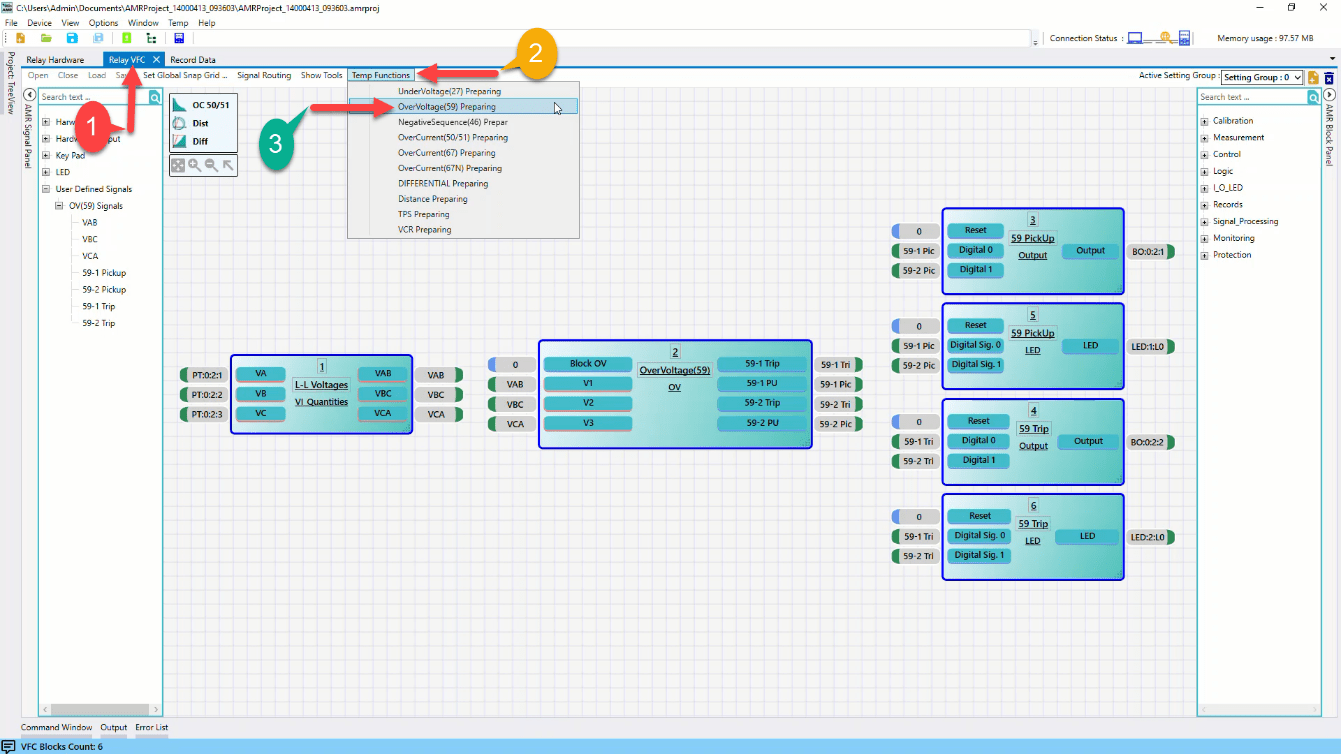 C:\Users\Admin\Documents\AMRProject_14000413_093603\AMRProject_14000413_093603.amrproj
File Device View Options Window Temp Help
Connection Status : Memory usage : 97.57 MB
Relay Hardware Relay VFC Record Data
Open Close Load Sav Set Global Snap Grid ... Signal Routing Show Tools Temp Functions
Active Setting Group : Setting Group : 0
Project: TreeView
AMR Signal Panel
Search text ...
Harw
Hardw put
Key Pad
LED
User Defined Signals
OV(59) Signals
VAB
VBC
VCA
59-1 Pickup
59-2 Pickup
59-1 Trip
59-2 Trip
1
2
3
OC 50/51
Dist
Diff
UnderVoltage(27) Preparing
OverVoltage(59) Preparing
NegativeSequence(46) Prepar
OverCurrent(50/51) Preparing
OverCurrent(67) Preparing
OverCurrent(67N) Preparing
DIFFERENTIAL Preparing
Distance Preparing
TPS Preparing
VCR Preparing
PT:0:2:1 VA 1 VAB VAB
PT:0:2:2 VB L-L Voltages VBC VBC
PT:0:2:3 VC VI_Quantities VCA VCA
0 Block OV 2 59-1 Trip 59-1 Tri
VAB V1 OverVoltage(59) 59-1 PU 59-1 Pic
VBC V2 OV 59-2 Trip 59-2 Tri
VCA V3 59-2 PU 59-2 Pic
0 Reset 3
59-1 Pic Digital 0 59 PickUp Output BO:0:2:1
59-2 Pic Digital 1 Output
0 Reset 5
59-1 Pic Digital Sig. 0 59 PickUp LED LED:1:L0
59-2 Pic Digital Sig. 1 LED
0 Reset 4
59-1 Tri Digital 0 59 Trip Output BO:0:2:2
59-2 Tri Digital 1 Output
0 Reset 6
59-1 Tri Digital Sig. 0 59 Trip LED LED:2:L0
59-2 Tri Digital Sig. 1 LED
Search text ...
Calibration
Measurement
Control
Logic
I_O_LED
Records
Signal_Processing
Monitoring
Protection
AMR Block Panel
Command Window Output Error List
VFC Blocks Count: 6